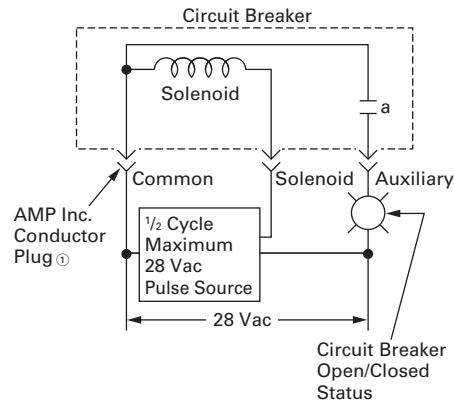 Circuit Breaker
Solenoid
a
Common
Solenoid
Auxiliary
AMP Inc.
Conductor
Plug ①
1/2 Cycle
Maximum
28 Vac
Pulse Source
28 Vac
Circuit Breaker
Open/Closed
Status